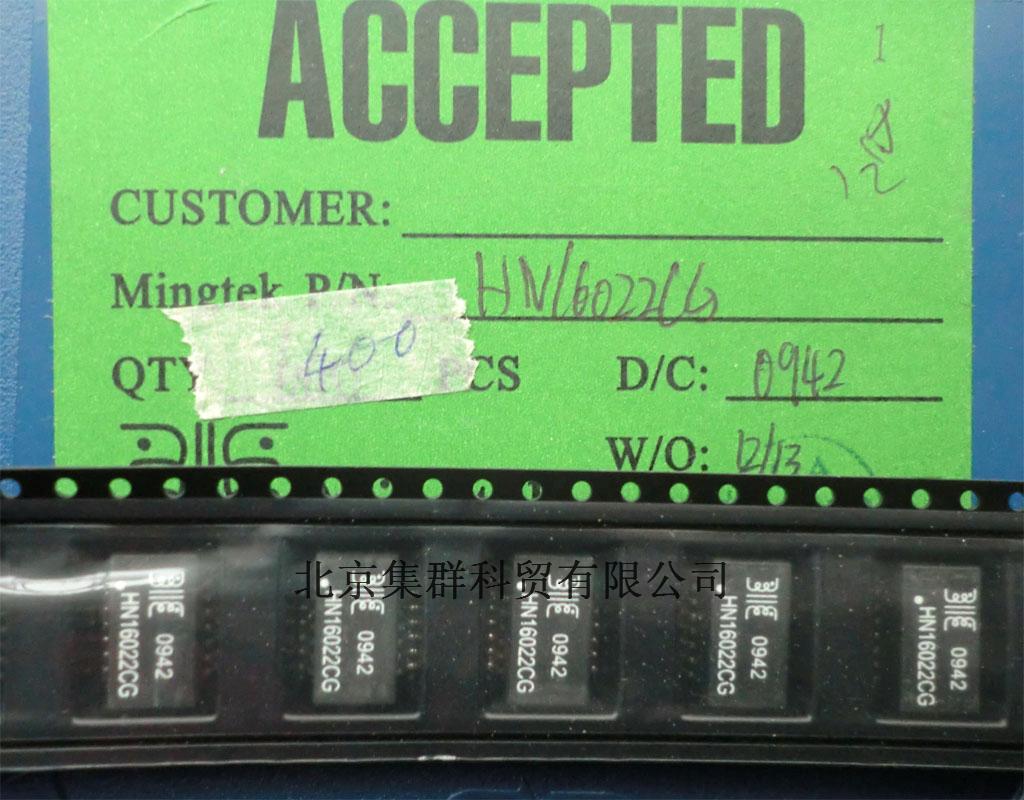 ACCEPTED
1
12
CUSTOMER:
Mingtek P/N: HN16022CG
400
QTY PCS D/C: 0942
W/O: 12/13
北京集群科贸有限公司
0942
HN16022CG
0942
HN16022CG
0942
HN16022CG
0942
HN16022CG
0942
HN16022CG